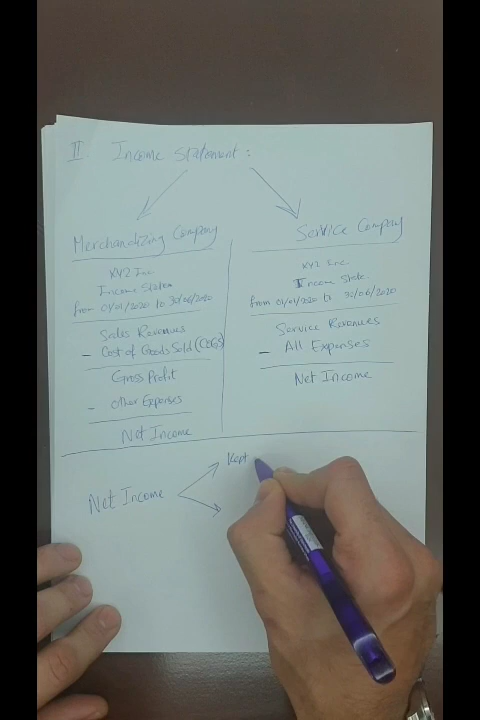 II. Income Statement :
Merchandizing Company
XYZ Inc
Income Statem
from 01/01/2020 to 30/06/2020
Sales Revenues
- Cost of Goods Sold (COGS)
Gross Profit
- Other Expenses
Net Income
Service Company
XYZ Inc.
Income State.
from 01/01/2020 to 30/06/2020
Service Revenues
- All Expenses
Net Income
Net Income
Kept